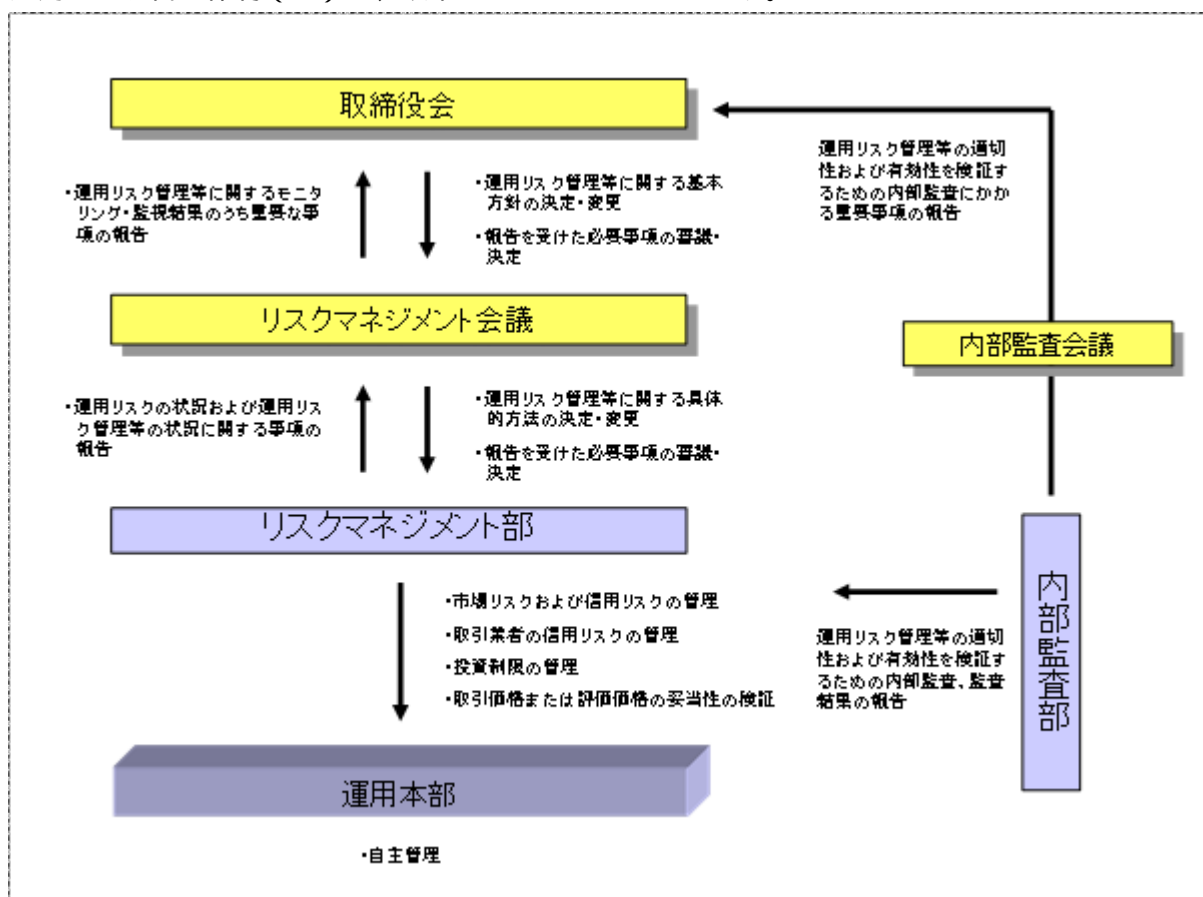 取締役会
・運用リスク管理等に関するモニタ
リング・監視結果のうち重要な事
項の報告
・運用リスク管理等に関する基本
方針の決定・変更
・報告を受けた必要事項の審議・
決定
運用リスク管理等の適切
性および有効性を検証す
るための内部監査にかか
る重要事項の報告
リスクマネジメント会議
内部監査会議
・運用リスクの状況および運用リス
ク管理等の状況に関する事項の
報告
・運用リスク管理等に関する具体
的方法の決定・変更
・報告を受けた必要事項の審議・
決定
リスクマネジメント部
内部監査部
・市場リスクおよび信用リスクの管理
・取引業者の信用リスクの管理
・投資制限の管理
・取引価格または評価価格の妥当性の検証
運用リスク管理等の適切
性および有効性を検証す
るための内部監査、監査
結果の報告
運用本部
・自主管理